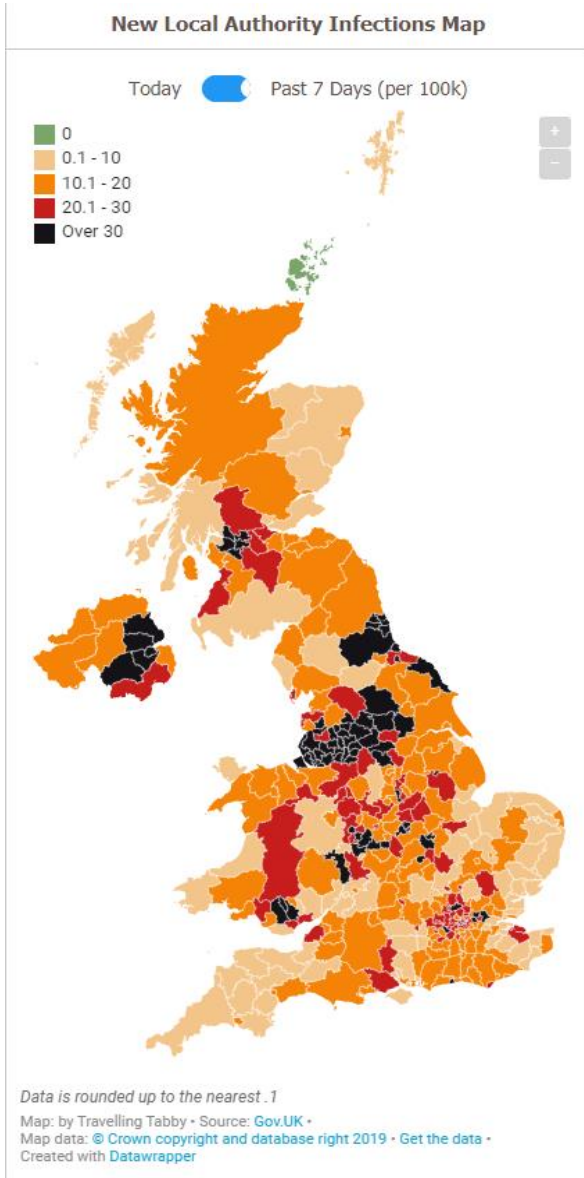 New Local Authority Infections Map
Today Past 7 Days (per 100k)
0
0.1 - 10
10.1 - 20
20.1 - 30
Over 30
+
−
Data is rounded up to the nearest .1
Map: by Travelling Tabby • Source: Gov.UK •
Map data: © Crown copyright and database right 2019 • Get the data •
Created with Datawrapper